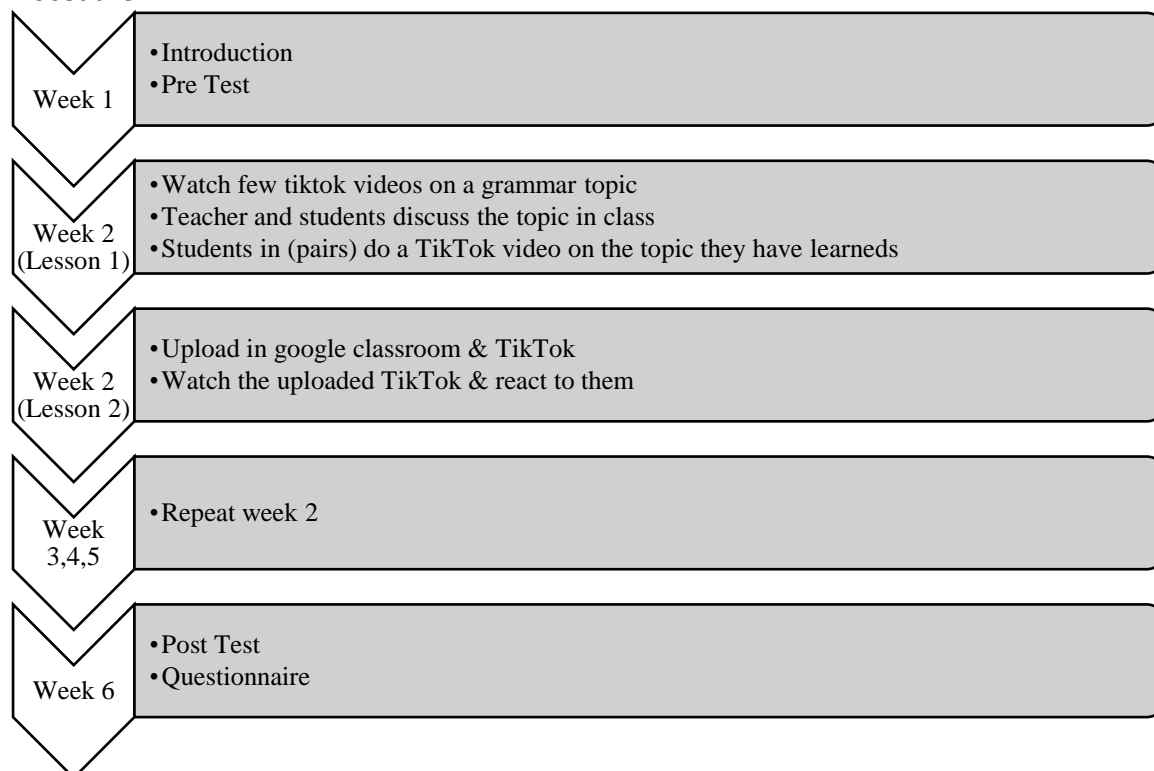 Week 1
•Introduction
•Pre Test
Week 2
(Lesson 1)
•Watch few tiktok videos on a grammar topic
•Teacher and students discuss the topic in class
•Students in (pairs) do a TikTok video on the topic they have learneds
Week 2
(Lesson 2)
•Upload in google classroom & TikTok
•Watch the uploaded TikTok & react to them
Week
3,4,5
•Repeat week 2
Week 6
•Post Test
•Questionnaire